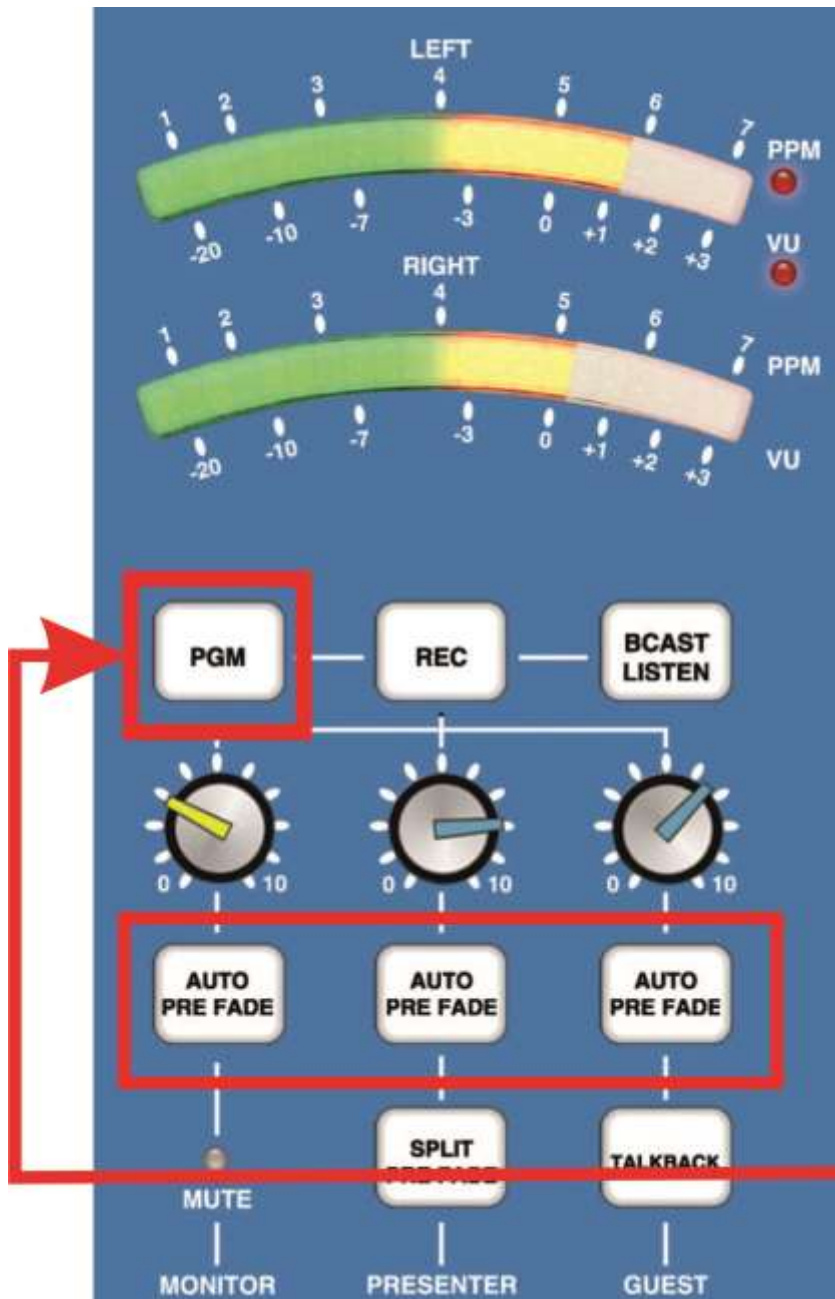 LEFT
1 2 3 4 5 6 7
PPM
-20 -10 -7 -3 0 +1 +2 +3
VU
RIGHT
1 2 3 4 5 6 7
PPM
-20 -10 -7 -3 0 +1 +2 +3
VU
PGM
REC
BCAST
LISTEN
0 10
0 10
0 10
AUTO
PRE FADE
AUTO
PRE FADE
AUTO
PRE FADE
SPLIT
PRE FADE
TALKBACK
MUTE
MONITOR
PRESENTER
GUEST